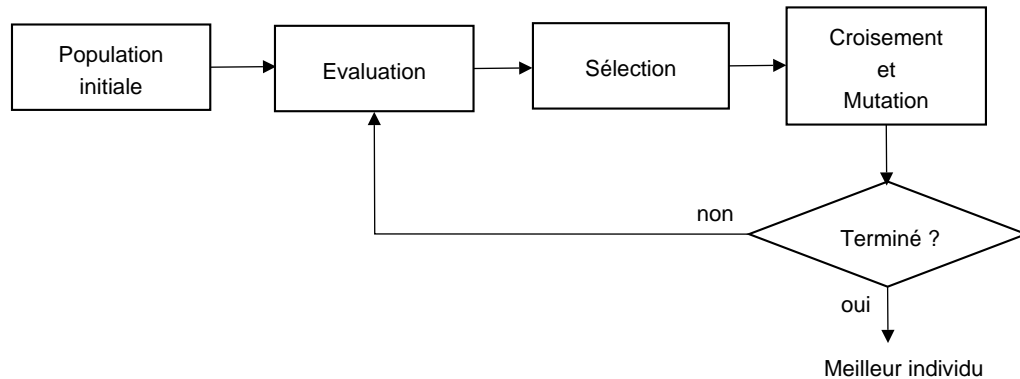 Population
initiale
Evaluation
Sélection
Croisement
et
Mutation
non
Terminé ?
oui
Meilleur individu